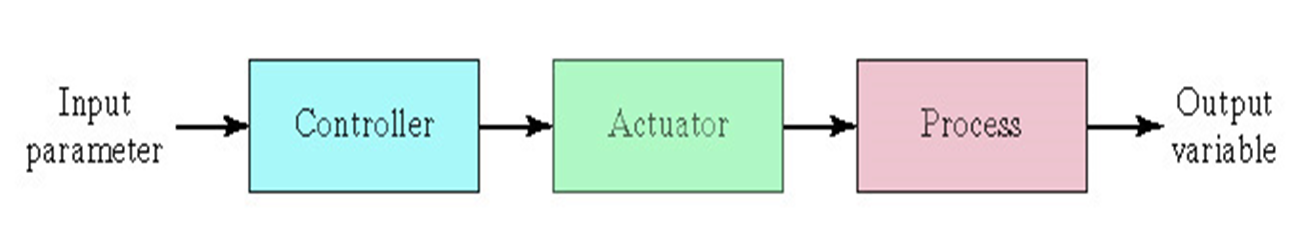 Input
parameter
Controller
Actuator
Process
Output
variable